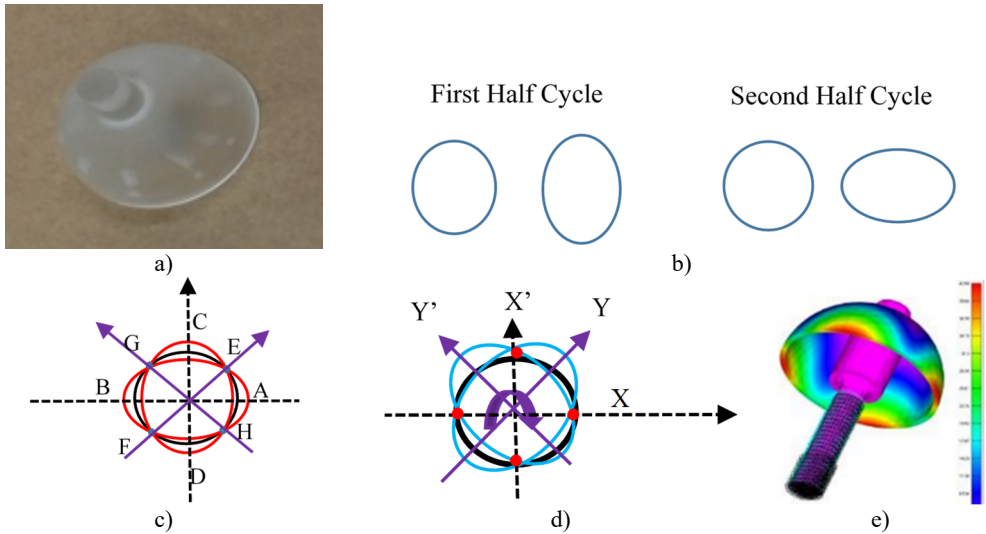 First Half Cycle
Second Half Cycle
a)
b)
C
G
E
B
A
F
H
D
c)
Y'
X'
Y
X
d)
e)